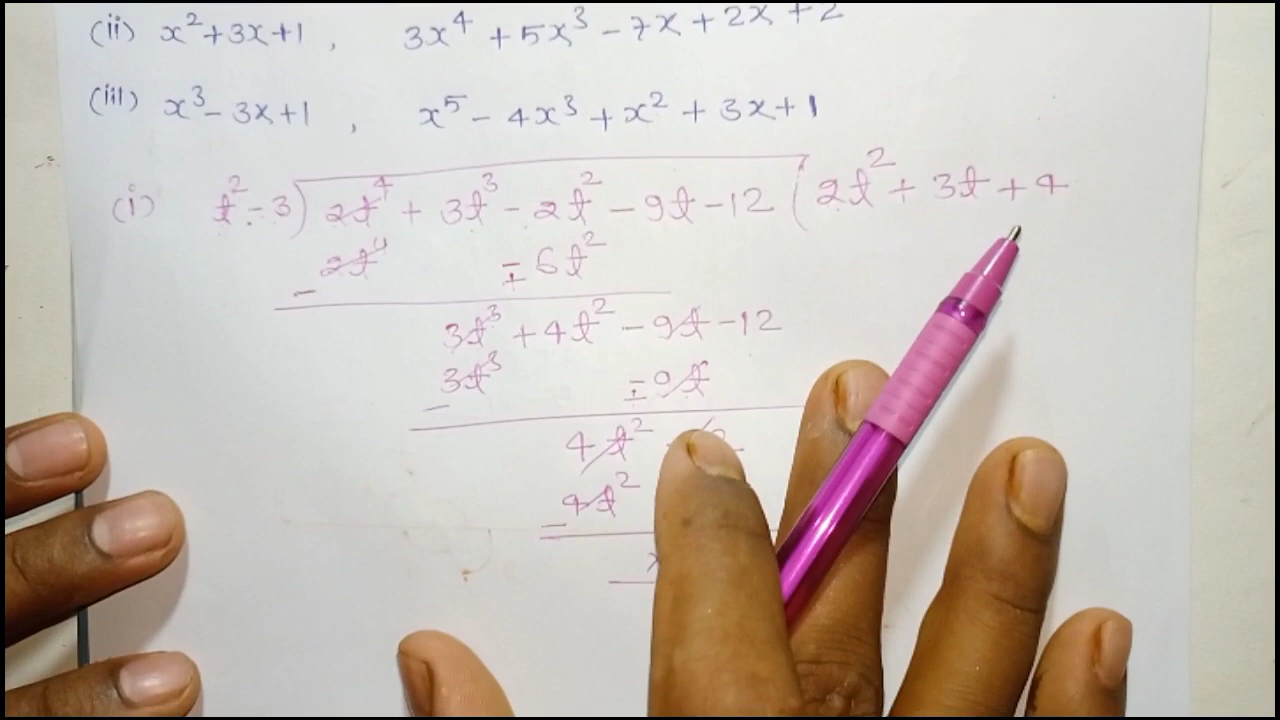 (ii) x²+3x+1 , 3x⁴ + 5x³ - 7x + 2x + 2
(iii) x³ - 3x + 1 , x⁵ - 4x³ + x² + 3x + 1
(i) t² - 3) 2t⁴ + 3t³ - 2t² - 9t - 12 ( 2t² + 3t + 4
- 2t⁴ ∓ 6t²
3t³ + 4t² - 9t - 12
- 3t³ ∓ 9t
4t²
- 4t²